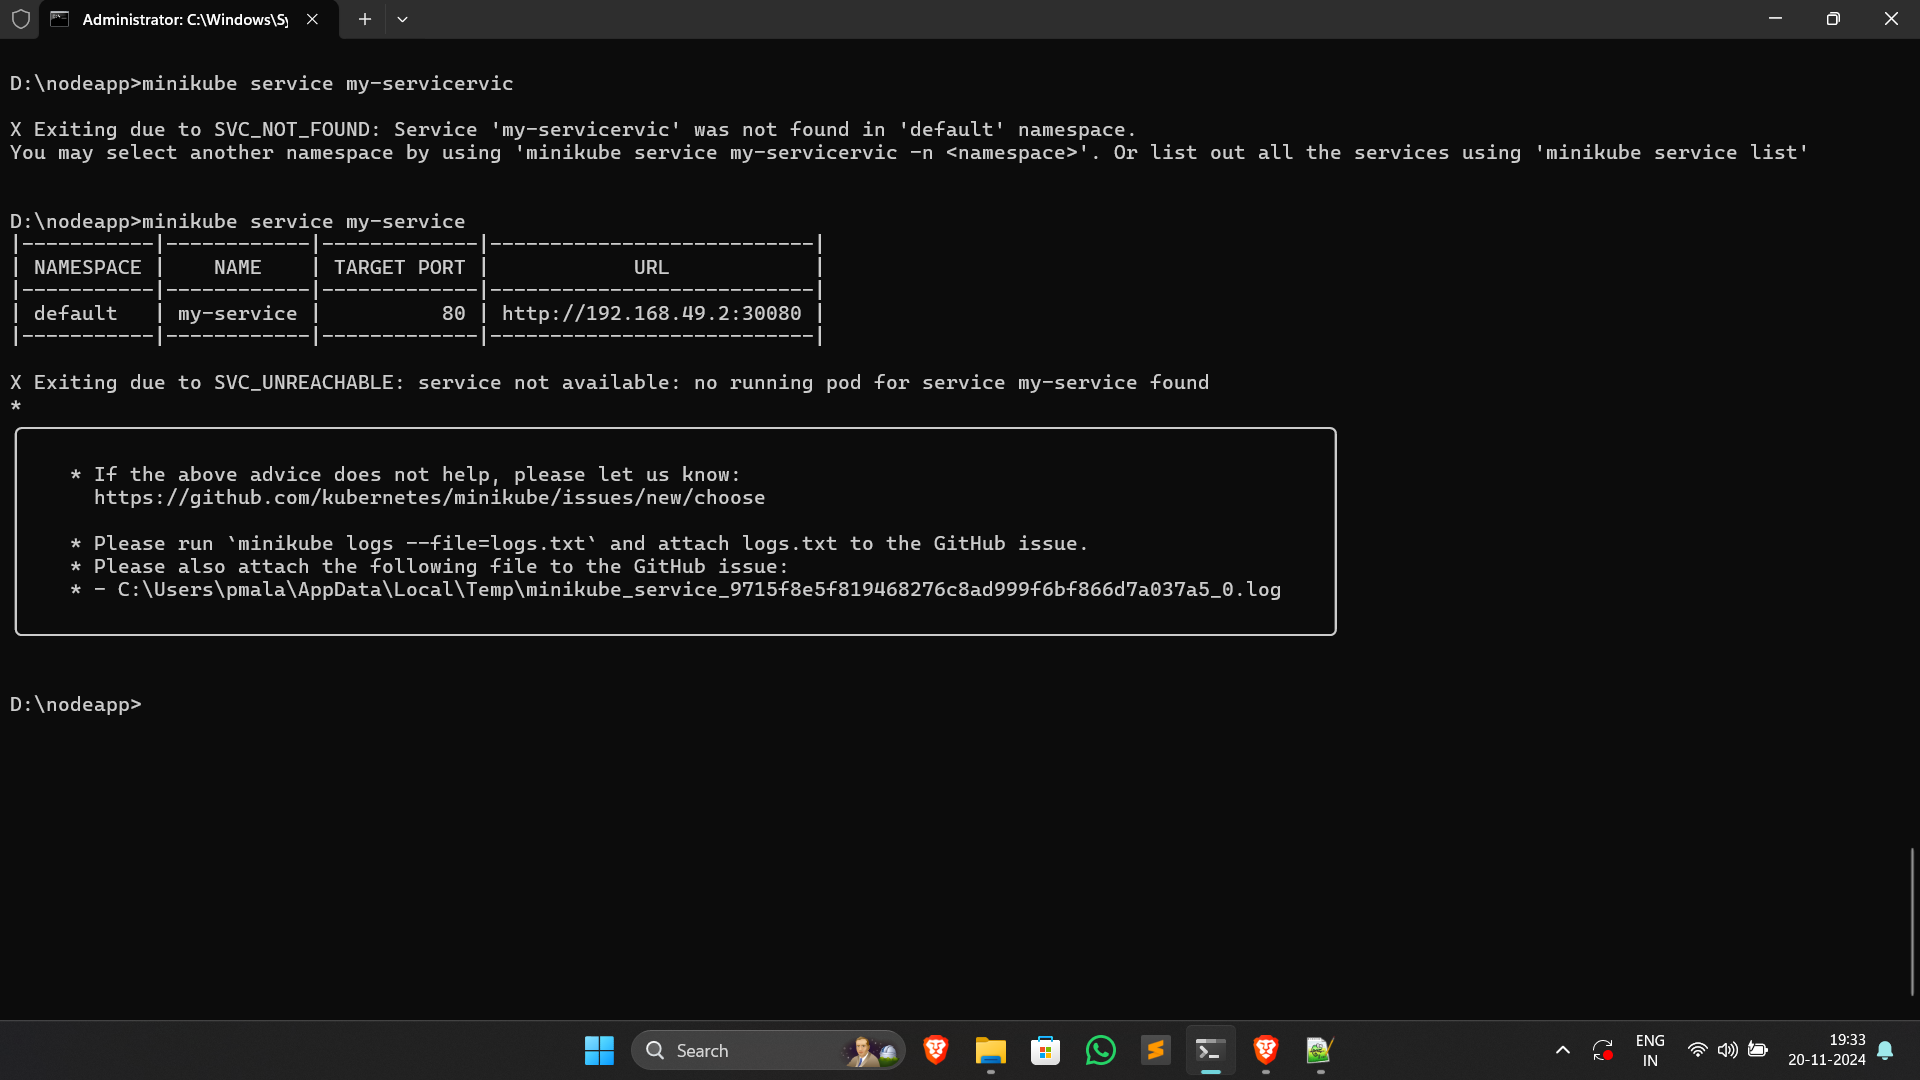 Administrator: C:\Windows\Sy
D:\nodeapp>minikube service my-servicervic
X Exiting due to SVC_NOT_FOUND: Service 'my-servicervic' was not found in 'default' namespace.
You may select another namespace by using 'minikube service my-servicervic -n <namespace>'. Or list out all the services using 'minikube service list'
D:\nodeapp>minikube service my-service
|-----------|------------|-------------|---------------------------|
| NAMESPACE |    NAME    | TARGET PORT |            URL            |
|-----------|------------|-------------|---------------------------|
| default   | my-service |          80 | http://192.168.49.2:30080 |
|-----------|------------|-------------|---------------------------|
X Exiting due to SVC_UNREACHABLE: service not available: no running pod for service my-service found
*
* If the above advice does not help, please let us know:
https://github.com/kubernetes/minikube/issues/new/choose
* Please run `minikube logs --file=logs.txt` and attach logs.txt to the GitHub issue.
* Please also attach the following file to the GitHub issue:
* - C:\Users\pmala\AppData\Local\Temp\minikube_service_9715f8e5f819468276c8ad999f6bf866d7a037a5_0.log
D:\nodeapp>
Search
ENG
IN
19:33
20-11-2024